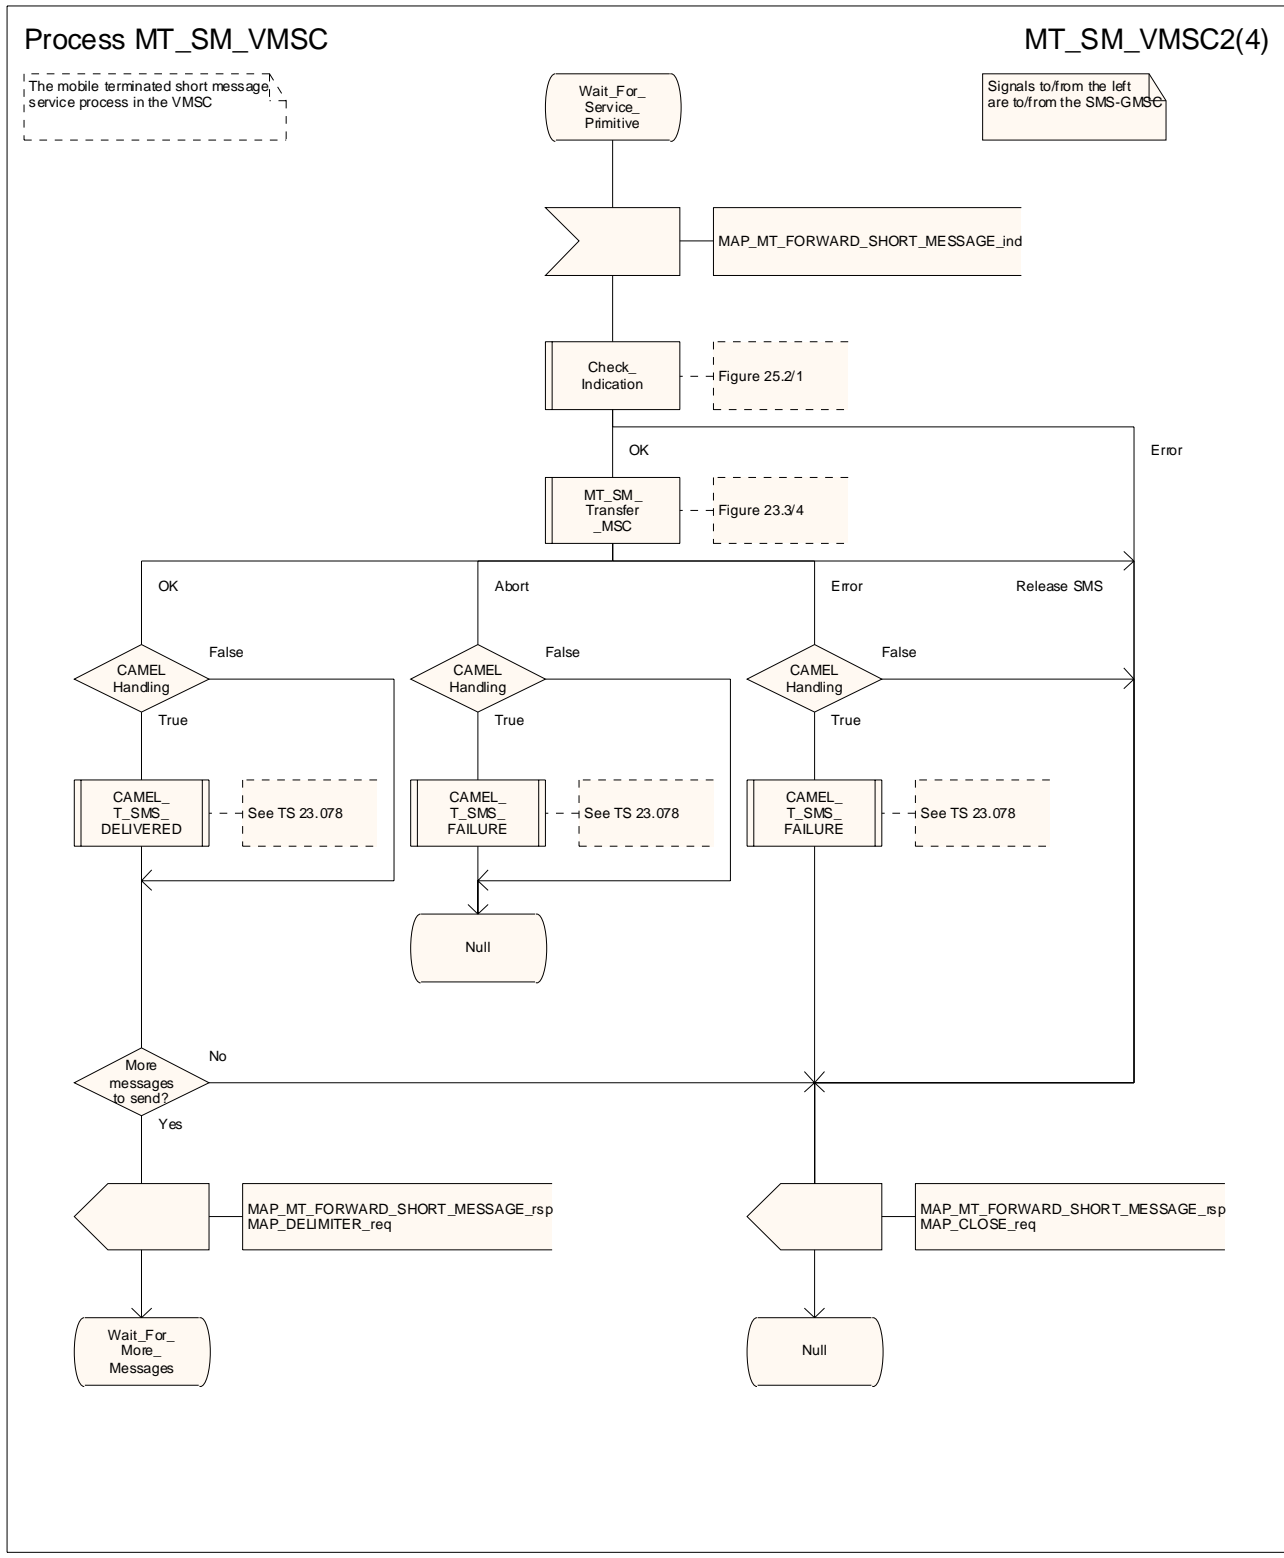 Process MT_SM_VMSC
MT_SM_VMSC2(4)
The mobile terminated short message
service process in the VMSC
Wait_For_
Service_
Primitive
Signals to/from the left
are to/from the SMS-GMSC
MAP_MT_FORWARD_SHORT_MESSAGE_ind
Check_
Indication
Figure 25.2/1
OK
Error
MT_SM_
Transfer
_MSC
Figure 23.3/4
OK
Abort
Error
Release SMS
CAMEL
Handling
False
True
CAMEL
Handling
False
True
CAMEL
Handling
False
True
CAMEL_
T_SMS_
DELIVERED
See TS 23.078
CAMEL_
T_SMS_
FAILURE
See TS 23.078
CAMEL_
T_SMS_
FAILURE
See TS 23.078
Null
More
messages
to send?
No
Yes
MAP_MT_FORWARD_SHORT_MESSAGE_rsp
MAP_DELIMITER_req
MAP_MT_FORWARD_SHORT_MESSAGE_rsp
MAP_CLOSE_req
Wait_For_
More_
Messages
Null